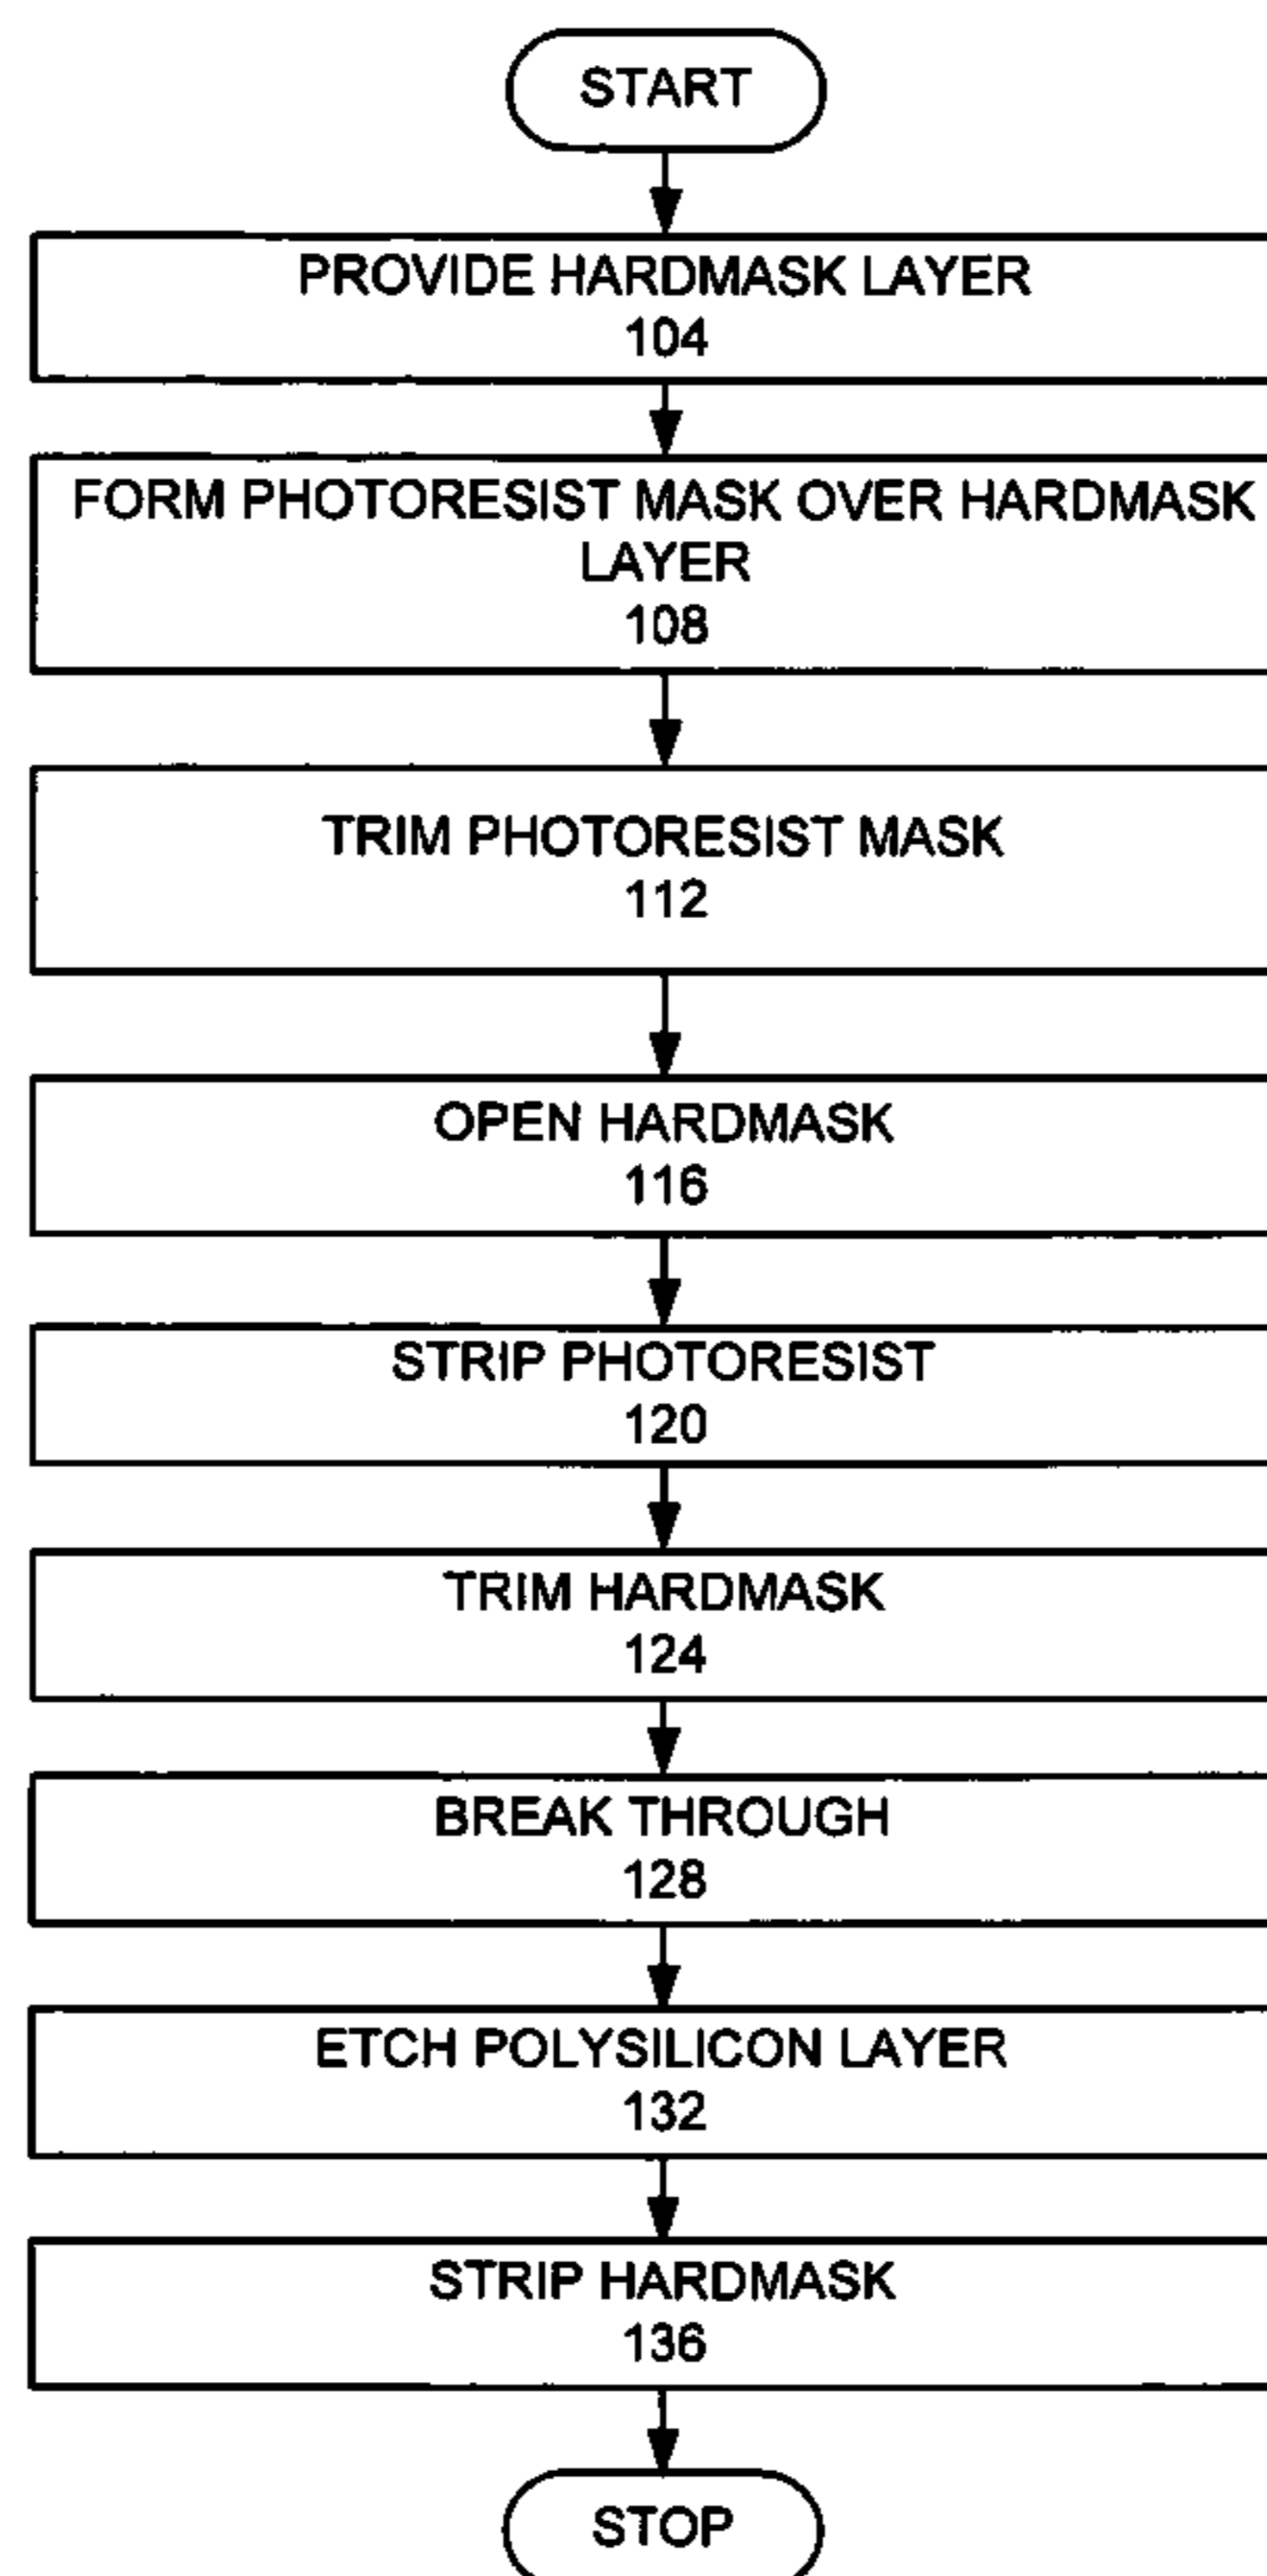 START
PROVIDE HARDMASK LAYER
104
FORM PHOTORESIST MASK OVER HARDMASK
LAYER
108
TRIM PHOTORESIST MASK
112
OPEN HARDMASK
116
STRIP PHOTORESIST
120
TRIM HARDMASK
124
BREAK THROUGH
128
ETCH POLYSILICON LAYER
132
STRIP HARDMASK
136
STOP